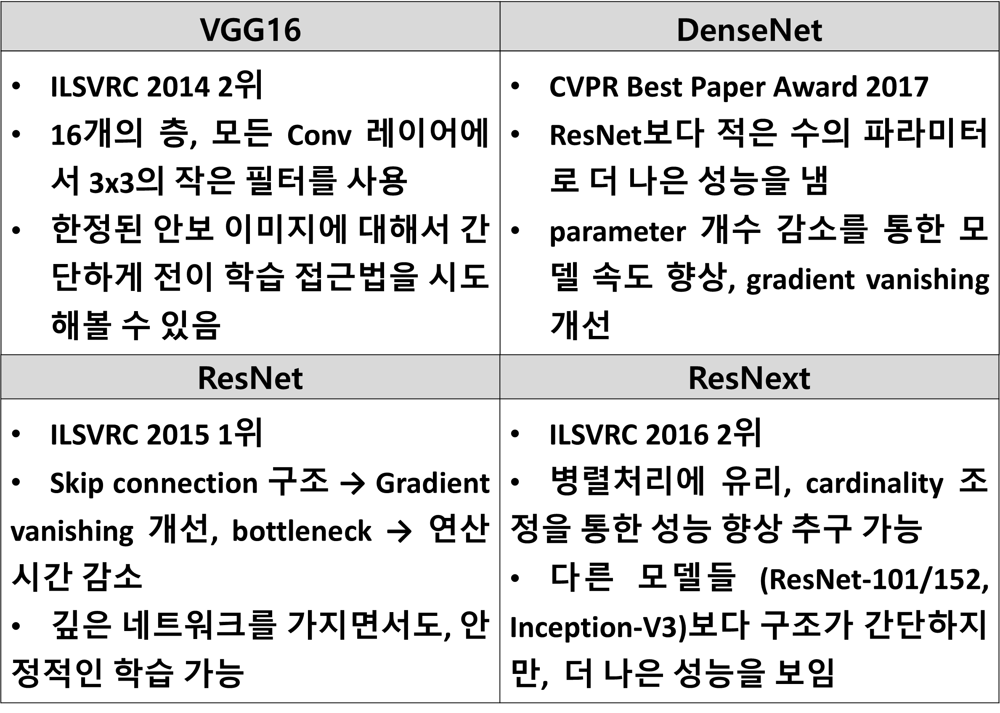 VGG16
• ILSVRC 2014 2위
• 16개의 층, 모든 Conv 레이어에
서 3x3의 작은 필터를 사용
• 한정된 안보 이미지에 대해서 간
단하게 전이 학습 접근법을 시도
해볼 수 있음
DenseNet
• CVPR Best Paper Award 2017
• ResNet보다 적은 수의 파라미터
로 더 나은 성능을 냄
• parameter 개수 감소를 통한 모
델 속도 향상, gradient vanishing
개선
ResNet
• ILSVRC 2015 1위
• Skip connection 구조 → Gradient
vanishing 개선, bottleneck → 연산
시간 감소
• 깊은 네트워크를 가지면서도, 안
정적인 학습 가능
ResNext
• ILSVRC 2016 2위
• 병렬처리에 유리, cardinality 조
정을 통한 성능 향상 추구 가능
• 다른 모델들 (ResNet-101/152,
Inception-V3)보다 구조가 간단하지
만, 더 나은 성능을 보임